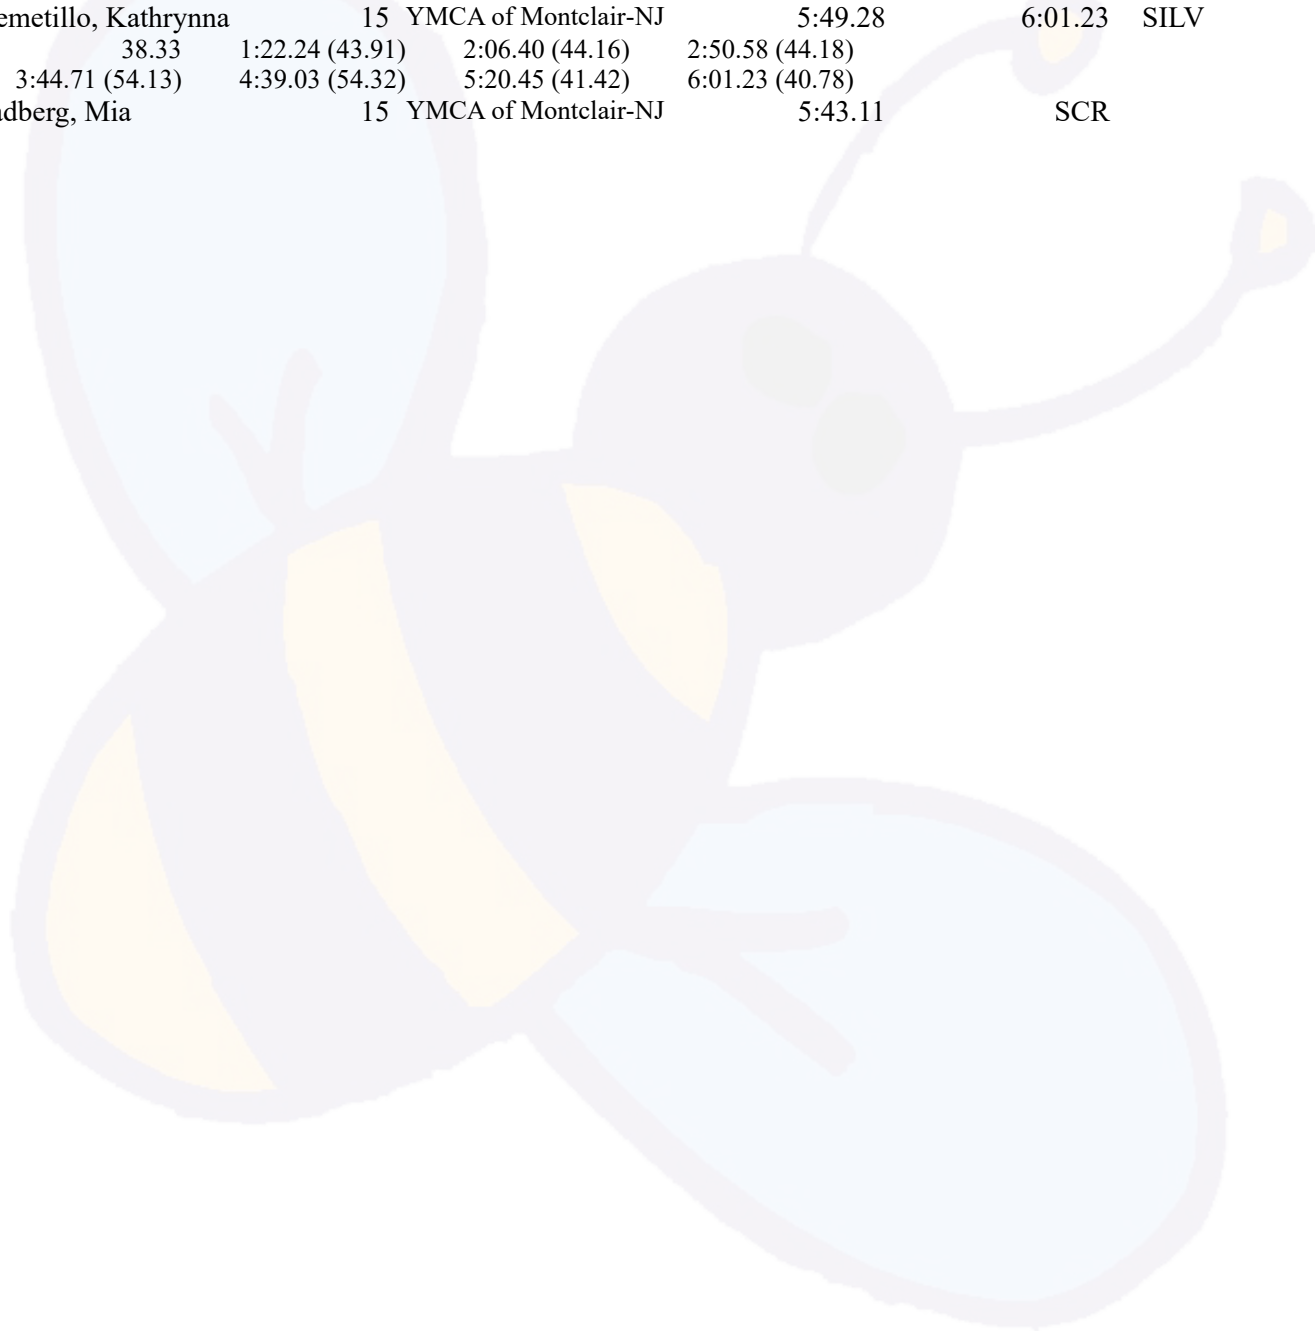 emetillo, Kathrynna 15 YMCA of Montclair-NJ 5:49.28 6:01.23 SILV
38.33 1:22.24 (43.91) 2:06.40 (44.16) 2:50.58 (44.18)
3:44.71 (54.13) 4:39.03 (54.32) 5:20.45 (41.42) 6:01.23 (40.78)
dberg, Mia 15 YMCA of Montclair-NJ 5:43.11 SCR